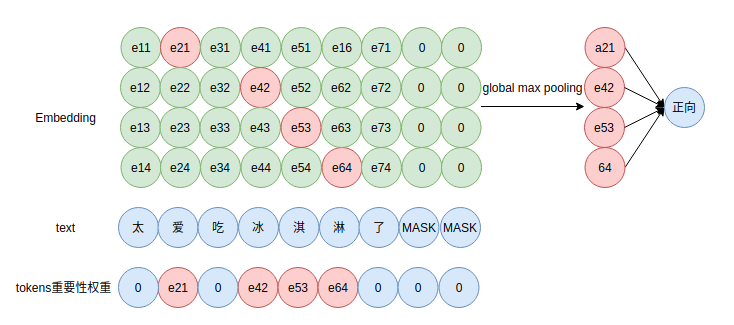 e11 e21 e31 e41 e51 e16 e71 0 0 a21
e12 e22 e32 e42 e52 e62 e72 0 0 global max pooling e42 正向
Embedding
e13 e23 e33 e43 e53 e63 e73 0 0 e53
e14 e24 e34 e44 e54 e64 e74 0 0 64
text 太 爱 吃 冰 淇 淋 了 MASK MASK
tokens重要性权重 0 e21 0 e42 e53 e64 0 0 0